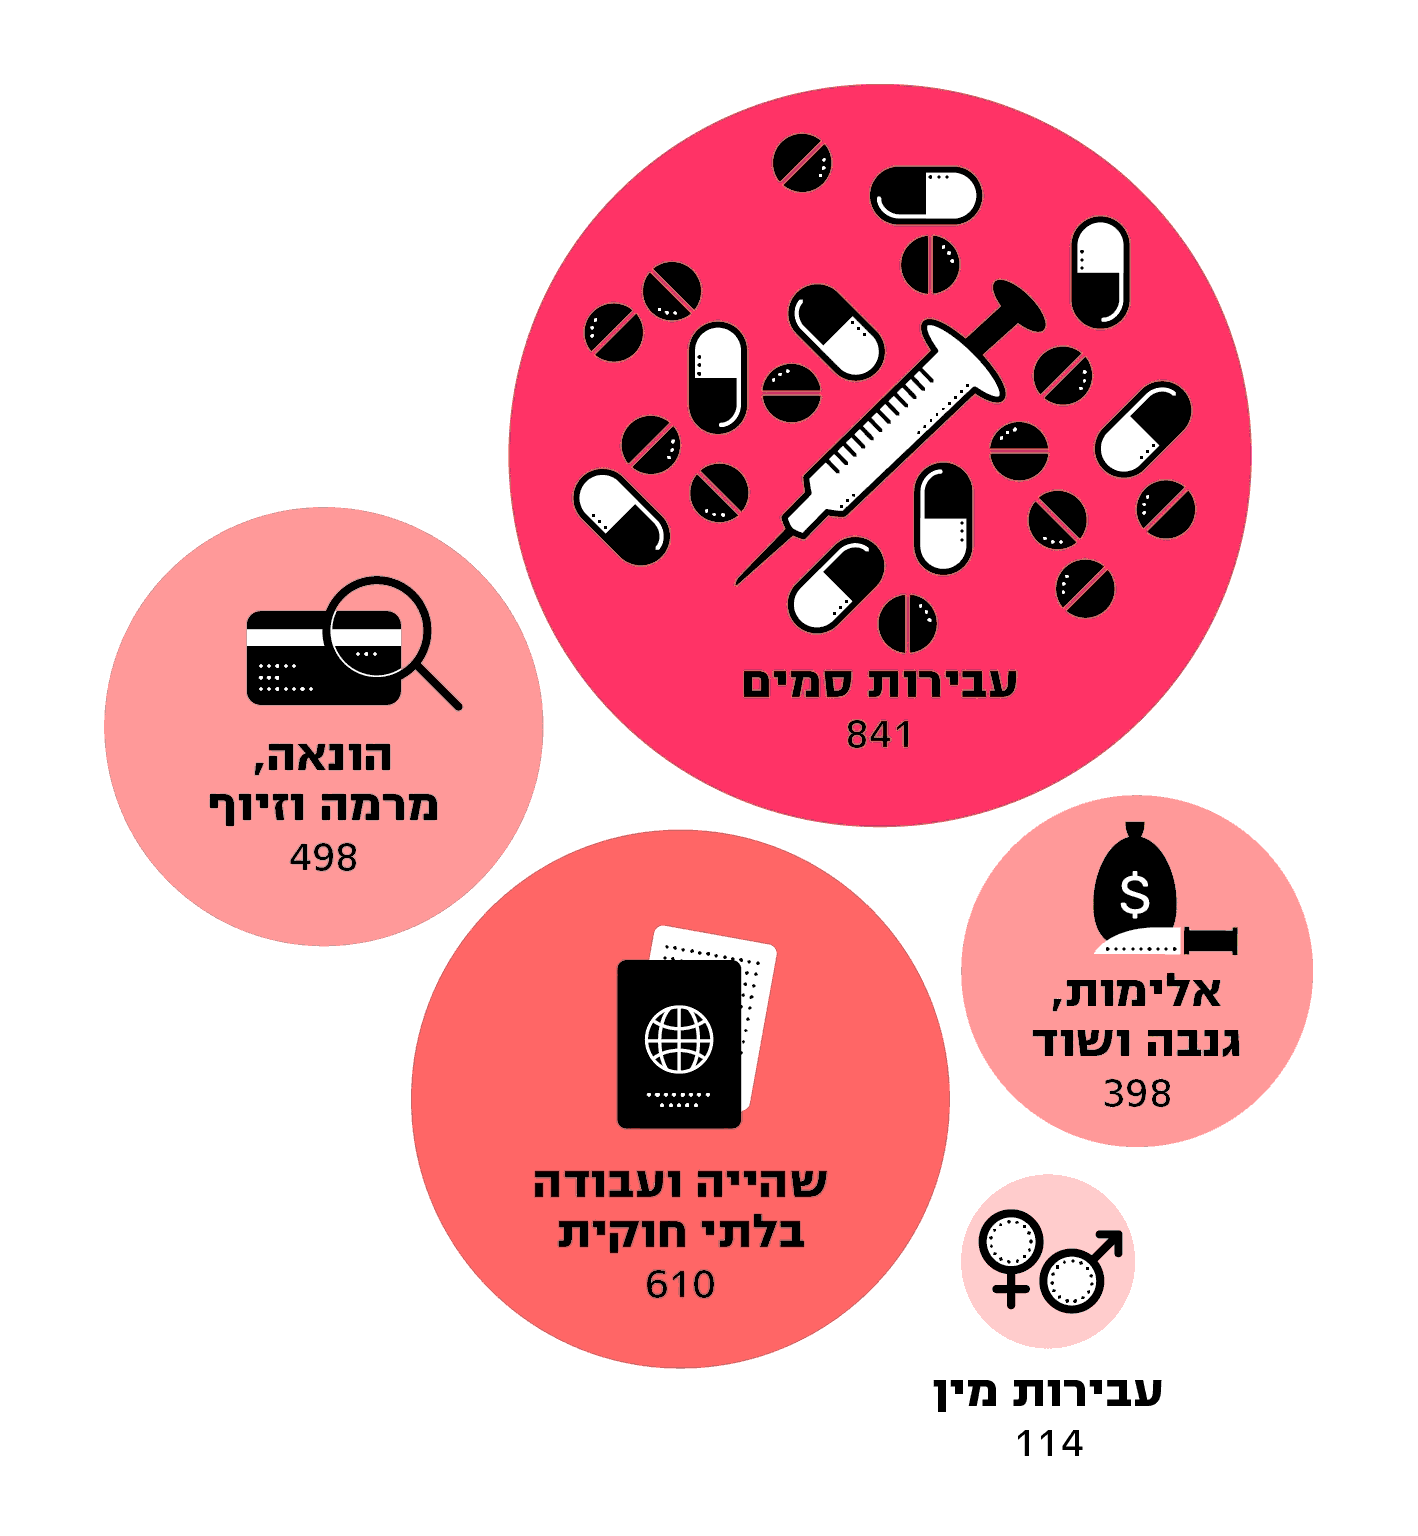 עבירות סמים
841
הונאה,
מרמה וזיוף
498
$
אלימות,
גנבה ושוד
398
שהייה ועבודה
בלתי חוקית
610
עבירות מין
114